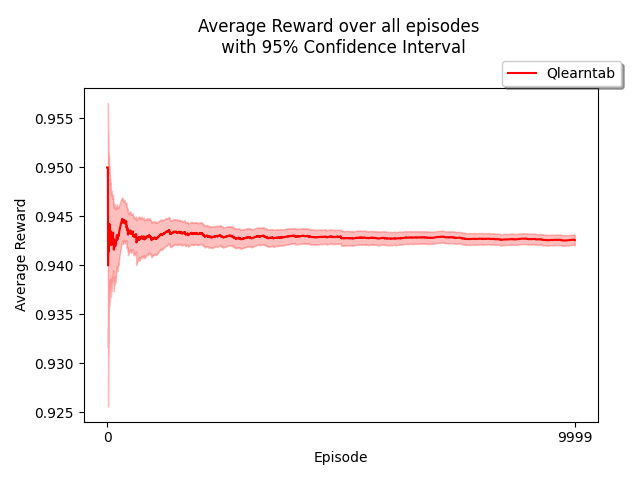 Average Reward over all episodes
with 95% Confidence Interval
Qlearntab
0.955
0.950
0.945
0.940
0.935
0.930
0.925
Average Reward
0
9999
Episode